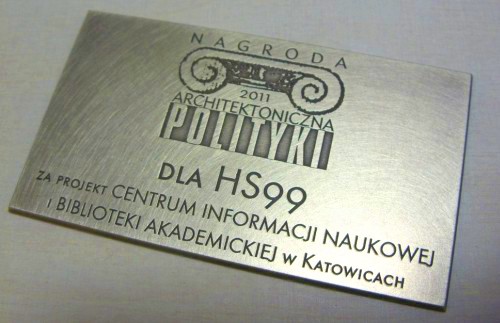 NAGRODA
2011
ARCHITEKTONICZNA
POLITYKI
DLA HS99
ZA PROJEKT CENTRUM INFORMACJI NAUKOWEJ
I BIBLIOTEKI AKADEMICKIEJ W KATOWICACH